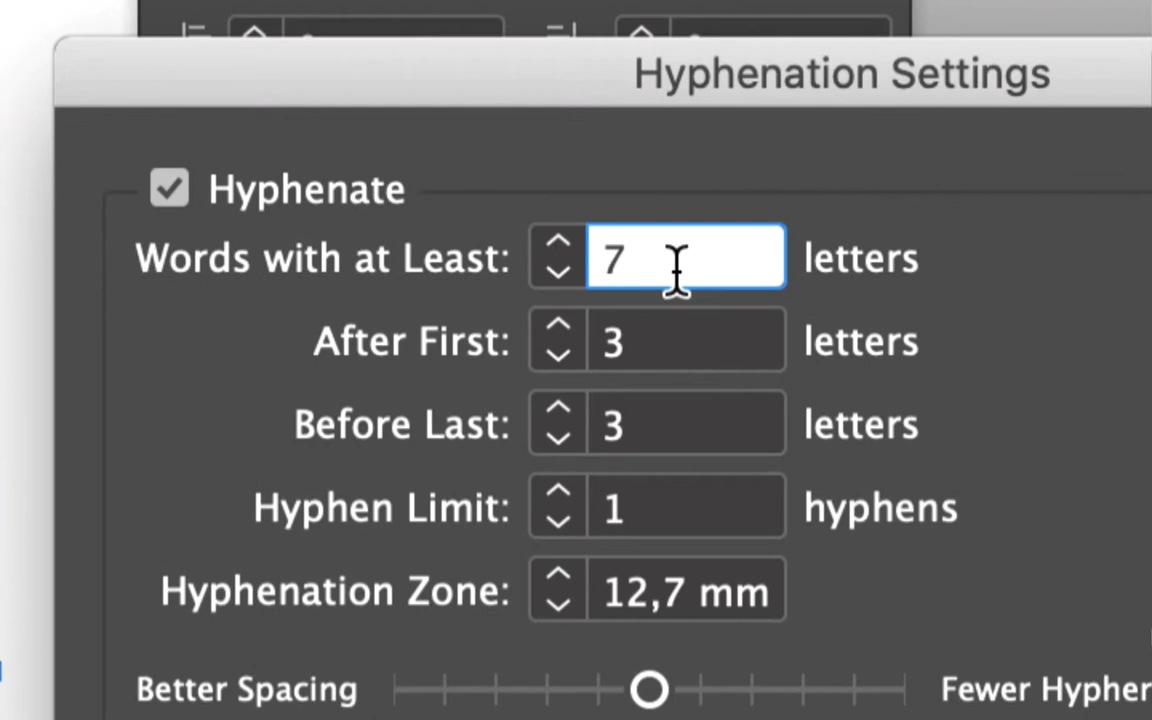 Hyphenation Settings
Hyphenate
Words with at Least: 7 letters
After First: 3 letters
Before Last: 3 letters
Hyphen Limit: 1 hyphens
Hyphenation Zone: 12,7 mm
Better Spacing Fewer